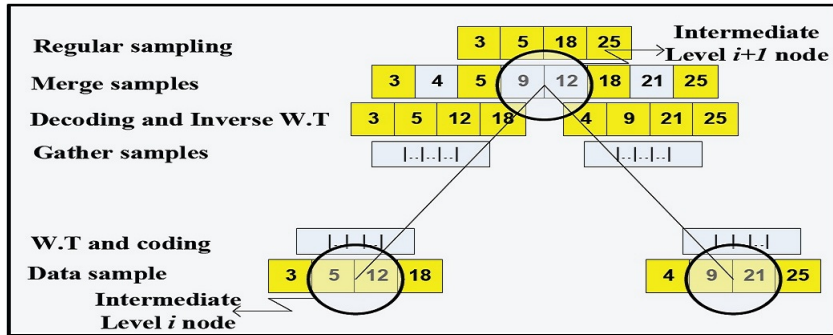 Regular sampling 3 5 18 25 Intermediate
Level i+1 node
Merge samples 3 4 5 9 12 18 21 25
Decoding and Inverse W.T 3 5 12 18 4 9 21 25
Gather samples |..|..|..| |..|..|..|
W.T and coding |..|..|..| |..|..|..|
Data sample 3 5 12 18 4 9 21 25
Intermediate
Level i node